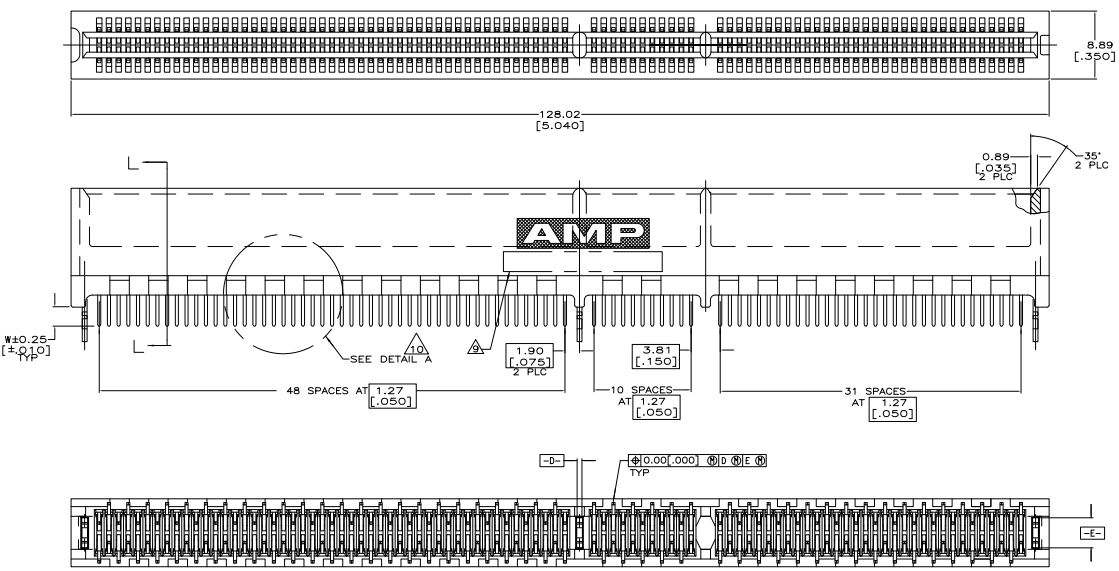 8.89
[.350]
128.02
[5.040]
L
0.89
[.035]
2 PLC
35°
2 PLC
AMP
W±0.25
[±.010]
TYP
L
SEE DETAIL A
10
9
1.90
[.075]
2 PLC
3.81
[.150]
48 SPACES AT 1.27
[.050]
10 SPACES
AT 1.27
[.050]
31 SPACES
AT 1.27
[.050]
-D-
⌖ 0.00[.000] Ⓜ D Ⓜ E Ⓜ
TYP
-E-